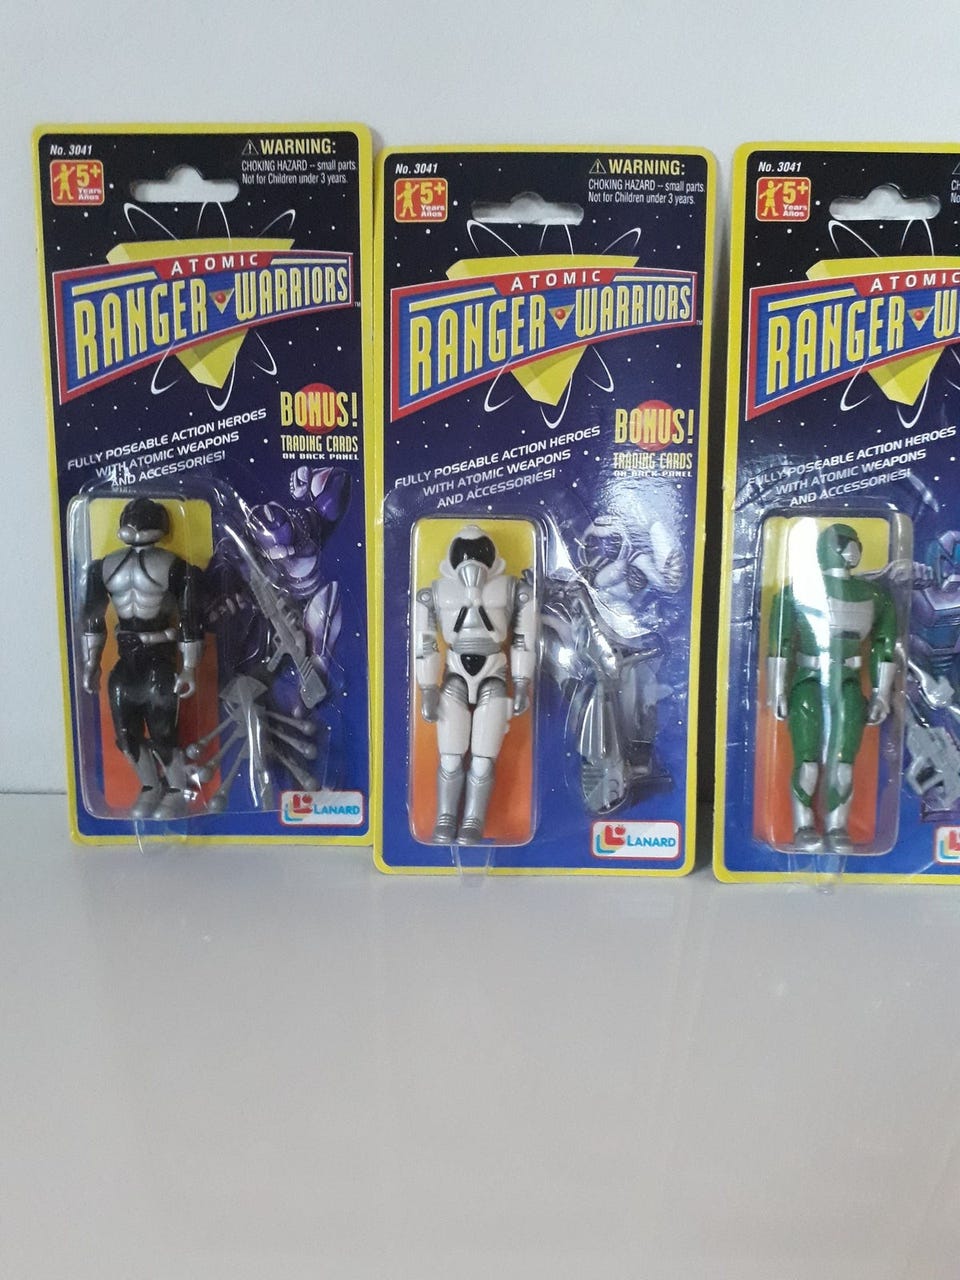 No. 3041
⚠ WARNING:
CHOKING HAZARD -- small parts.
Not for Children under 3 years.
5+
Years
Años
ATOMIC
RANGER WARRIORS™
BONUS!
TRADING CARDS
ON BACK PANEL
FULLY POSEABLE ACTION HEROES
WITH ATOMIC WEAPONS
AND ACCESSORIES!
LANARD
No. 3041
⚠ WARNING:
CHOKING HAZARD -- small parts.
Not for Children under 3 years.
5+
Years
Años
ATOMIC
RANGER WARRIORS™
BONUS!
TRADING CARDS
ON BACK PANEL
FULLY POSEABLE ACTION HEROES
WITH ATOMIC WEAPONS
AND ACCESSORIES!
LANARD
No. 3041
5+
Years
Años
ATOMIC
RANGER W
FULLY POSEABLE ACTION HEROES
WITH ATOMIC WEAPONS
AND ACCESSORIES!